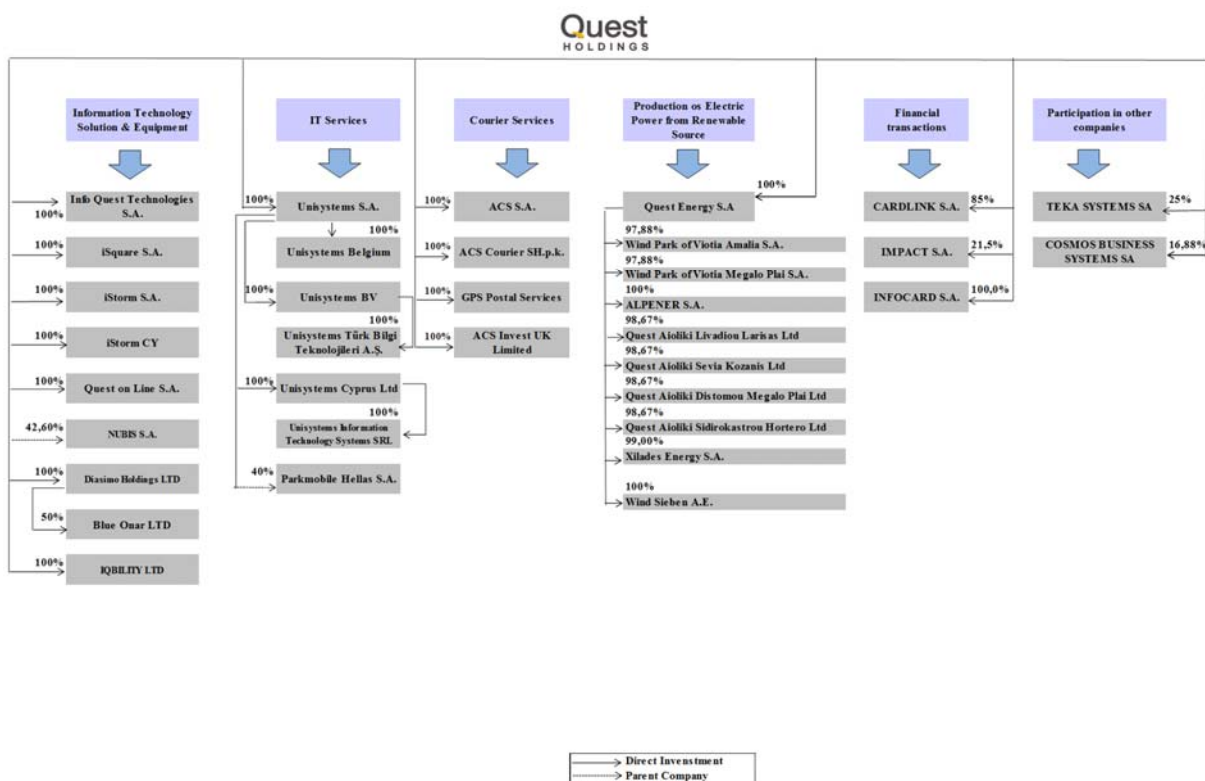 Quest
HOLDINGS
Information Technology
Solution & Equipment
IT Services
Courier Services
Production os Electric
Power from Renewable
Source
Financial
transactions
Participation in other
companies
100%
Info Quest Technologies
S.A.
100%
iSquare S.A.
100%
iStorm S.A.
100%
iStorm CY
100%
Quest on Line S.A.
42,60%
NUBIS S.A.
100%
Diasimo Holdings LTD
50%
Blue Onar LTD
100%
IQBILITY LTD
100%
Unisystems S.A.
100%
Unisystems Belgium
100%
Unisystems BV
100%
Unisystems Türk Bilgi
Teknolojileri A.Ş.
100%
Unisystems Cyprus Ltd
100%
Unisystems Information
Technology Systems SRL
40%
Parkmobile Hellas S.A.
100%
ACS S.A.
100%
ACS Courier SH.p.k.
100%
GPS Postal Services
100%
ACS Invest UK
Limited
100%
Quest Energy S.A
97,88%
Wind Park of Viotia Amalia S.A.
97,88%
Wind Park of Viotia Megalo Plai S.A.
100%
ALPENER S.A.
98,67%
Quest Aioliki Livadiou Larisas Ltd
98,67%
Quest Aioliki Sevia Kozanis Ltd
98,67%
Quest Aioliki Distomou Megalo Plai Ltd
98,67%
Quest Aioliki Sidirokastrou Hortero Ltd
99,00%
Xilades Energy S.A.
100%
Wind Sieben A.E.
CARDLINK S.A.
85%
IMPACT S.A.
21,5%
INFOCARD S.A.
100,0%
TEKA SYSTEMS SA
25%
COSMOS BUSINESS
SYSTEMS SA
16,88%
Direct Invenstment
Parent Company